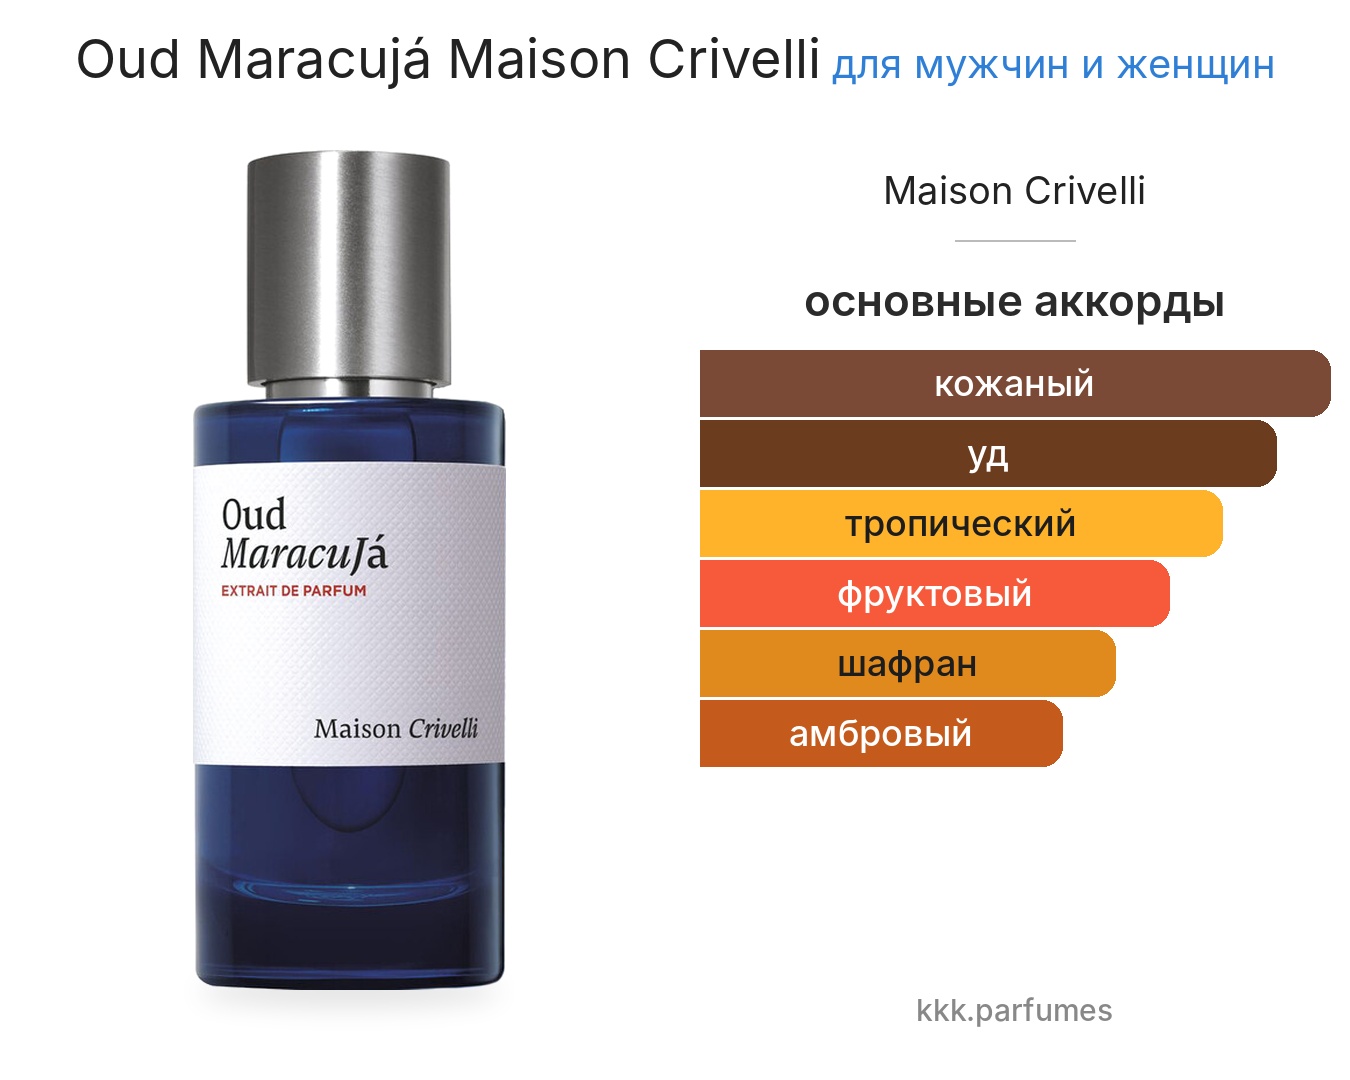 Oud Maracujá Maison Crivelli для мужчин и женщин
Maison Crivelli
основные аккорды
кожаный
уд
тропический
фруктовый
шафран
амбровый
Oud
MaracuJá
EXTRAIT DE PARFUM
Maison Crivelli
kkk.parfumes